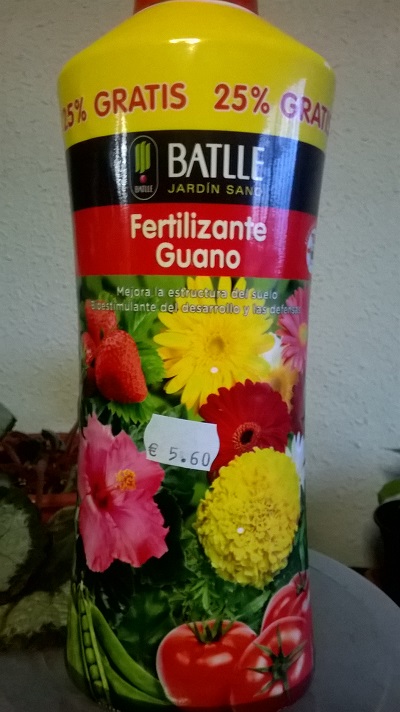 25% GRATIS 25% GRATIS
BATLLE
BATLLE
JARDÍN SANO
Fertilizante
Guano
Mejora la estructura del suelo
Bioestimulante del desarrollo y las defensas
€ 5.60